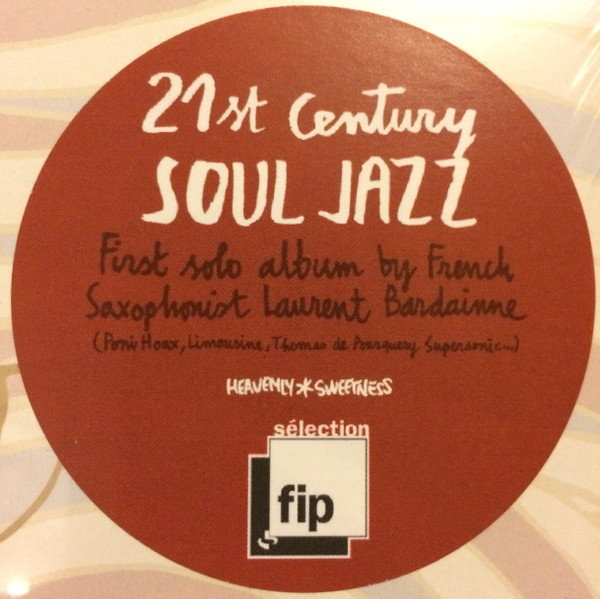 21st Century
SOUL JAZZ
First solo album by French
Saxophonist Laurent Bardainne
(Poni Hoax, Limousine, Thomas de Pourquery Supersonic...)
HEAVENLY*SWEETNESS
sélection
fip